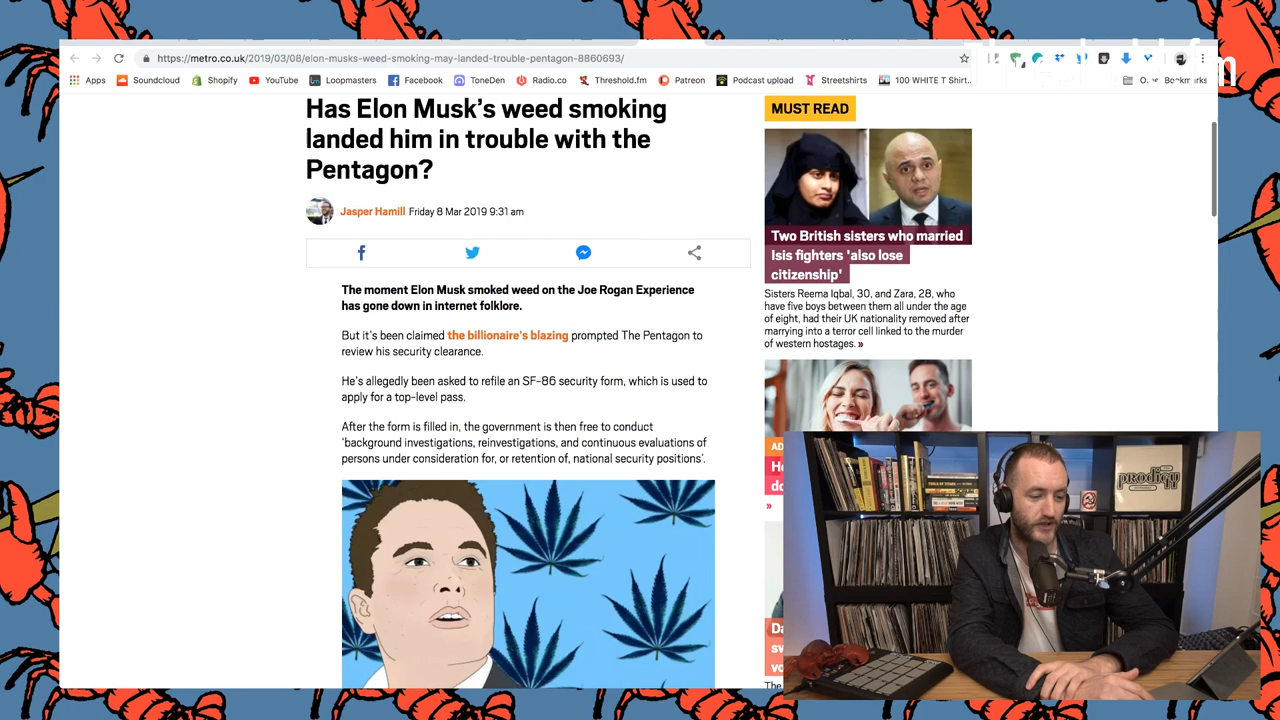 https://metro.co.uk/2019/03/08/elon-musks-weed-smoking-may-landed-trouble-pentagon-8860693/
Apps Soundcloud Shopify YouTube Loopmasters Facebook ToneDen Radio.co Threshold.fm Patreon Podcast upload Streetshirts 100 WHITE T Shirt... Bookmarks
Has Elon Musk's weed smoking
landed him in trouble with the
Pentagon?
Jasper Hamill Friday 8 Mar 2019 9:31 am
The moment Elon Musk smoked weed on the Joe Rogan Experience
has gone down in internet folklore.
But it's been claimed the billionaire's blazing prompted The Pentagon to
review his security clearance.
He's allegedly been asked to refile an SF-86 security form, which is used to
apply for a top-level pass.
After the form is filled in, the government is then free to conduct
'background investigations, reinvestigations, and continuous evaluations of
persons under consideration for, or retention of, national security positions'.
MUST READ
Two British sisters who married
Isis fighters 'also lose
citizenship'
Sisters Reema Iqbal, 30, and Zara, 28, who
have five boys between them all under the age
of eight, had their UK nationality removed after
marrying into a terror cell linked to the murder
of western hostages. »
AD
»
The
prodigy